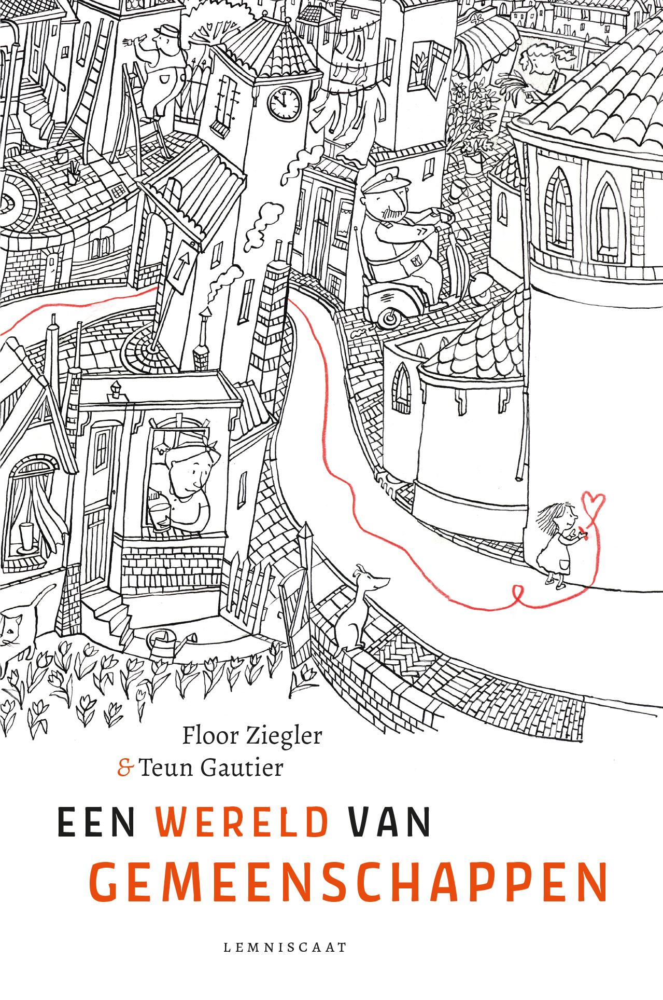 Floor Ziegler
& Teun Gautier
EEN WERELD VAN
GEMEENSCHAPPEN
LEMNISCAAT